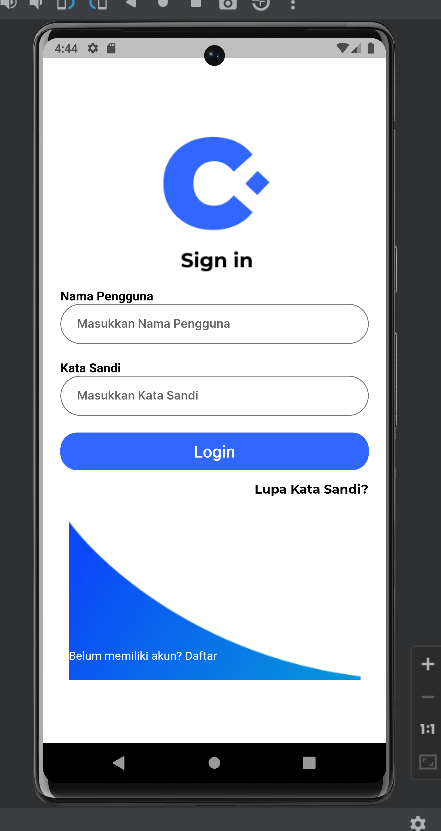 4:44
Sign in
Nama Pengguna
Masukkan Nama Pengguna
Kata Sandi
Masukkan Kata Sandi
Login
Lupa Kata Sandi?
Belum memiliki akun? Daftar
1:1